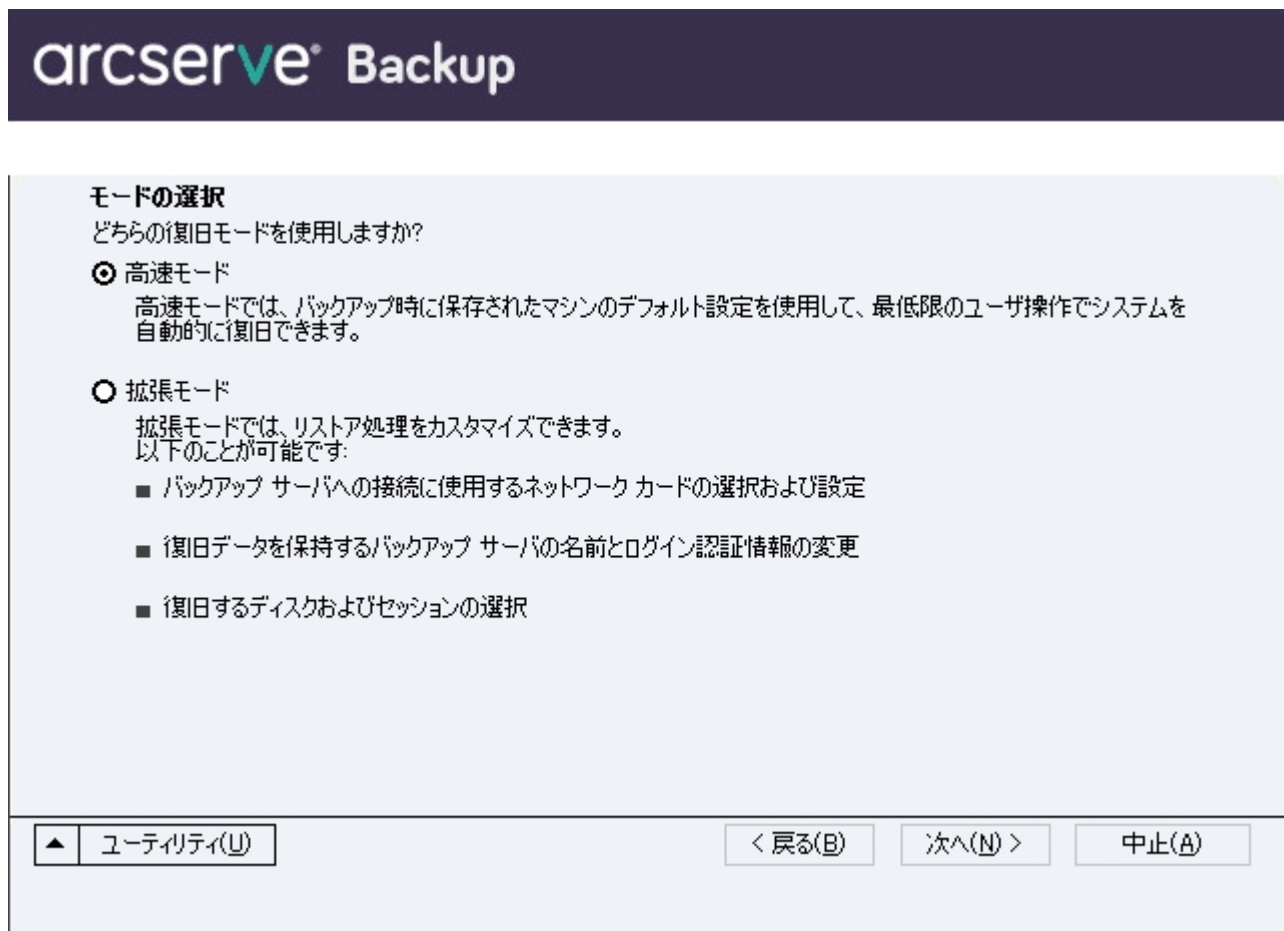 arcserve® Backup
モードの選択
どちらの復旧モードを使用しますか?
高速モード
高速モードでは、バックアップ時に保存されたマシンのデフォルト設定を使用して、最低限のユーザ操作でシステムを
自動的に復旧できます。
拡張モード
拡張モードでは、リストア処理をカスタマイズできます。
以下のことが可能です:
■ バックアップ サーバへの接続に使用するネットワーク カードの選択および設定
■ 復旧データを保持するバックアップ サーバの名前とログイン認証情報の変更
■ 復旧するディスクおよびセッションの選択
▲ ユーティリティ(U) < 戻る(B) 次へ(N) > 中止(A)